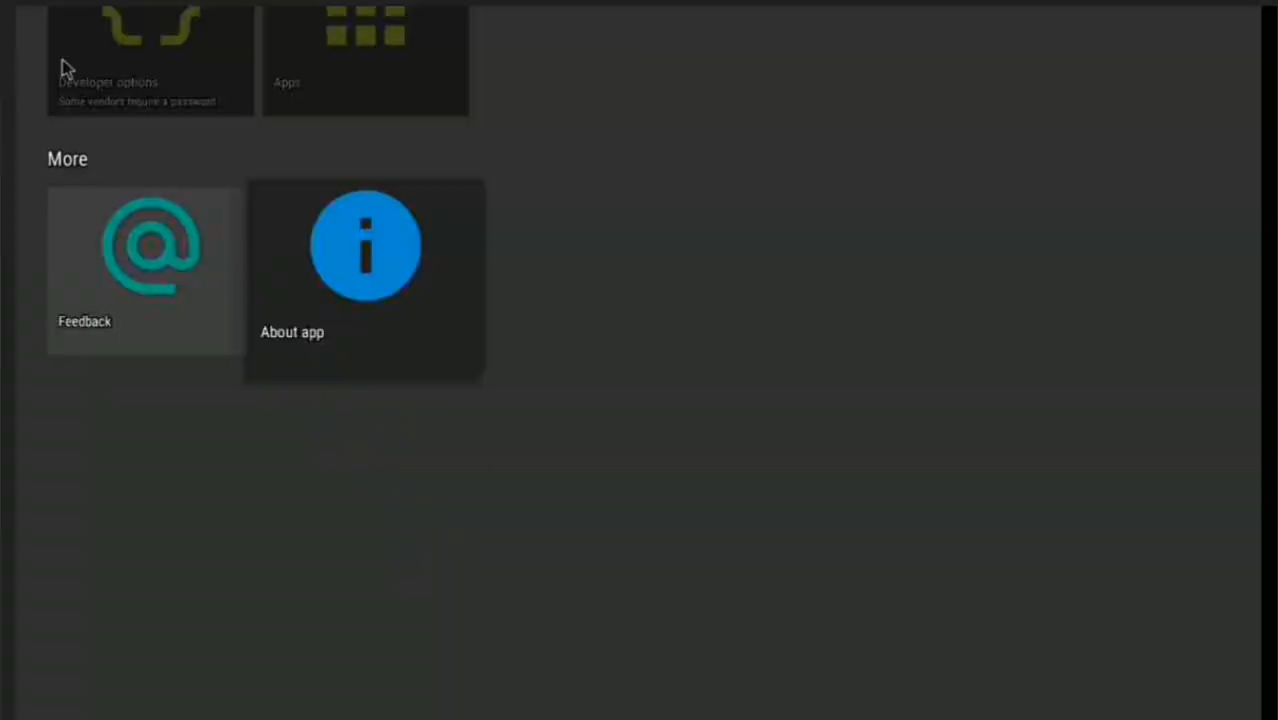 Developer options
Apps
Some vendors require a password
More
Feedback
About app